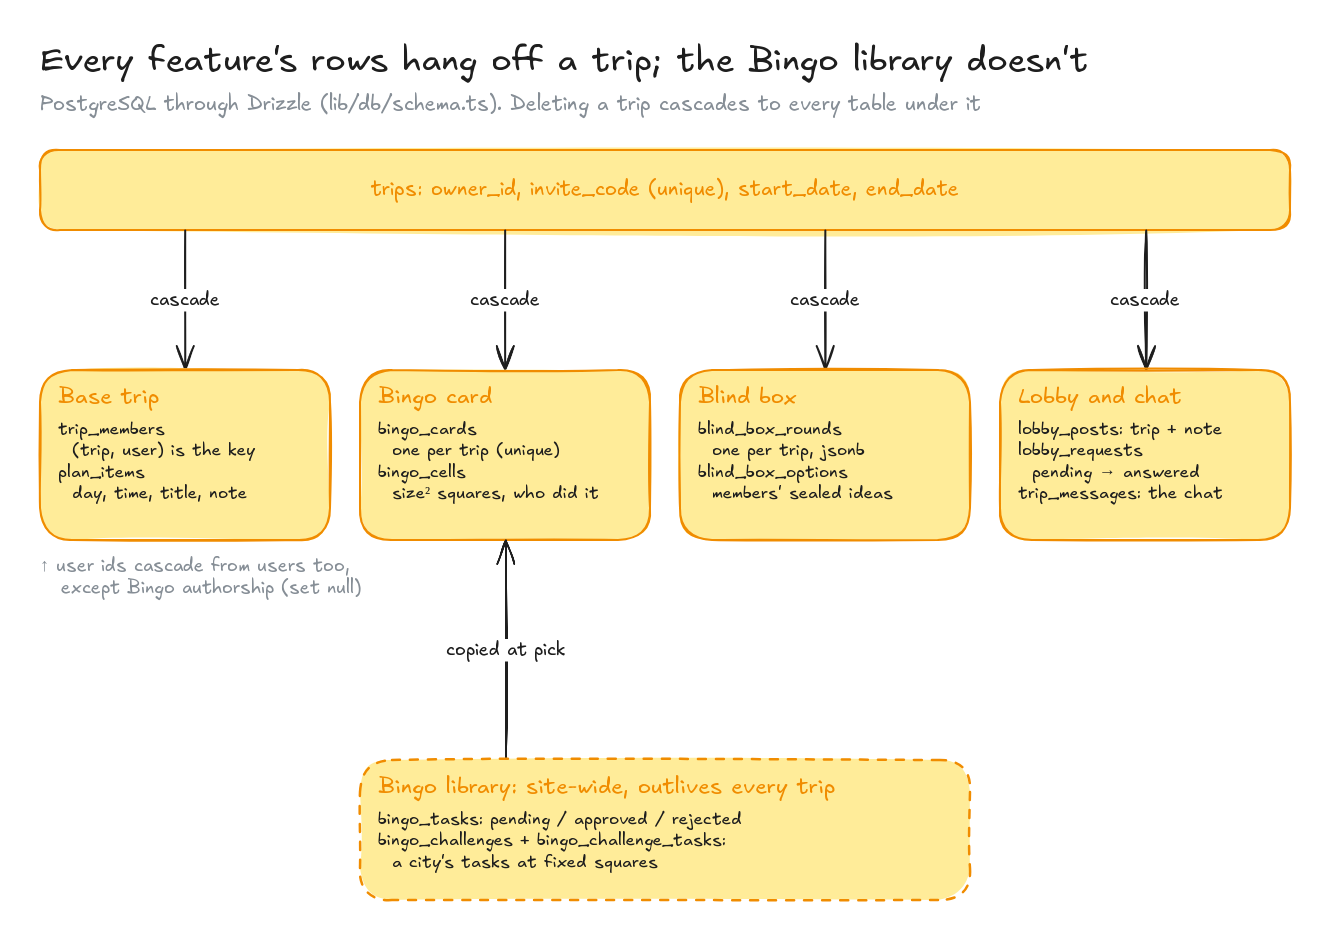 Every feature's rows hang off a trip; the Bingo library doesn't
PostgreSQL through Drizzle (lib/db/schema.ts). Deleting a trip cascades to every table under it
trips: owner_id, invite_code (unique), start_date, end_date
cascade
cascade
cascade
cascade
Base trip
trip_members
(trip, user) is the key
plan_items
day, time, title, note
Bingo card
bingo_cards
one per trip (unique)
bingo_cells
size² squares, who did it
Blind box
blind_box_rounds
one per trip, jsonb
blind_box_options
members' sealed ideas
Lobby and chat
lobby_posts: trip + note
lobby_requests
pending → answered
trip_messages: the chat
↑ user ids cascade from users too,
except Bingo authorship (set null)
copied at pick
Bingo library: site-wide, outlives every trip
bingo_tasks: pending / approved / rejected
bingo_challenges + bingo_challenge_tasks:
a city's tasks at fixed squares